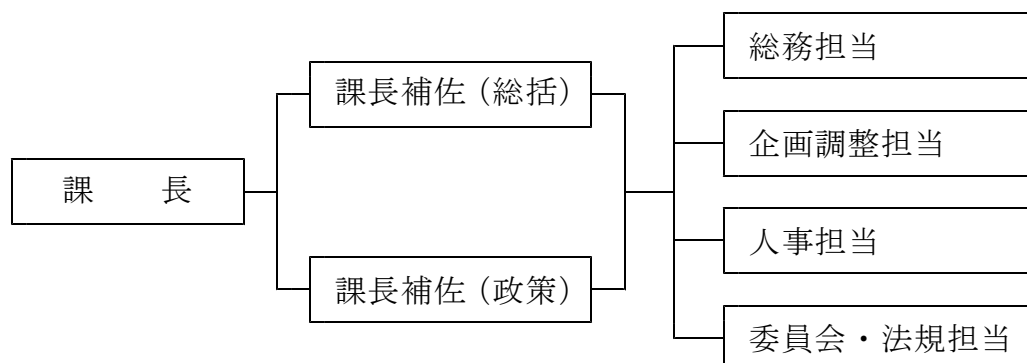 課　　長
課長補佐（総括）
課長補佐（政策）
総務担当
企画調整担当
人事担当
委員会・法規担当